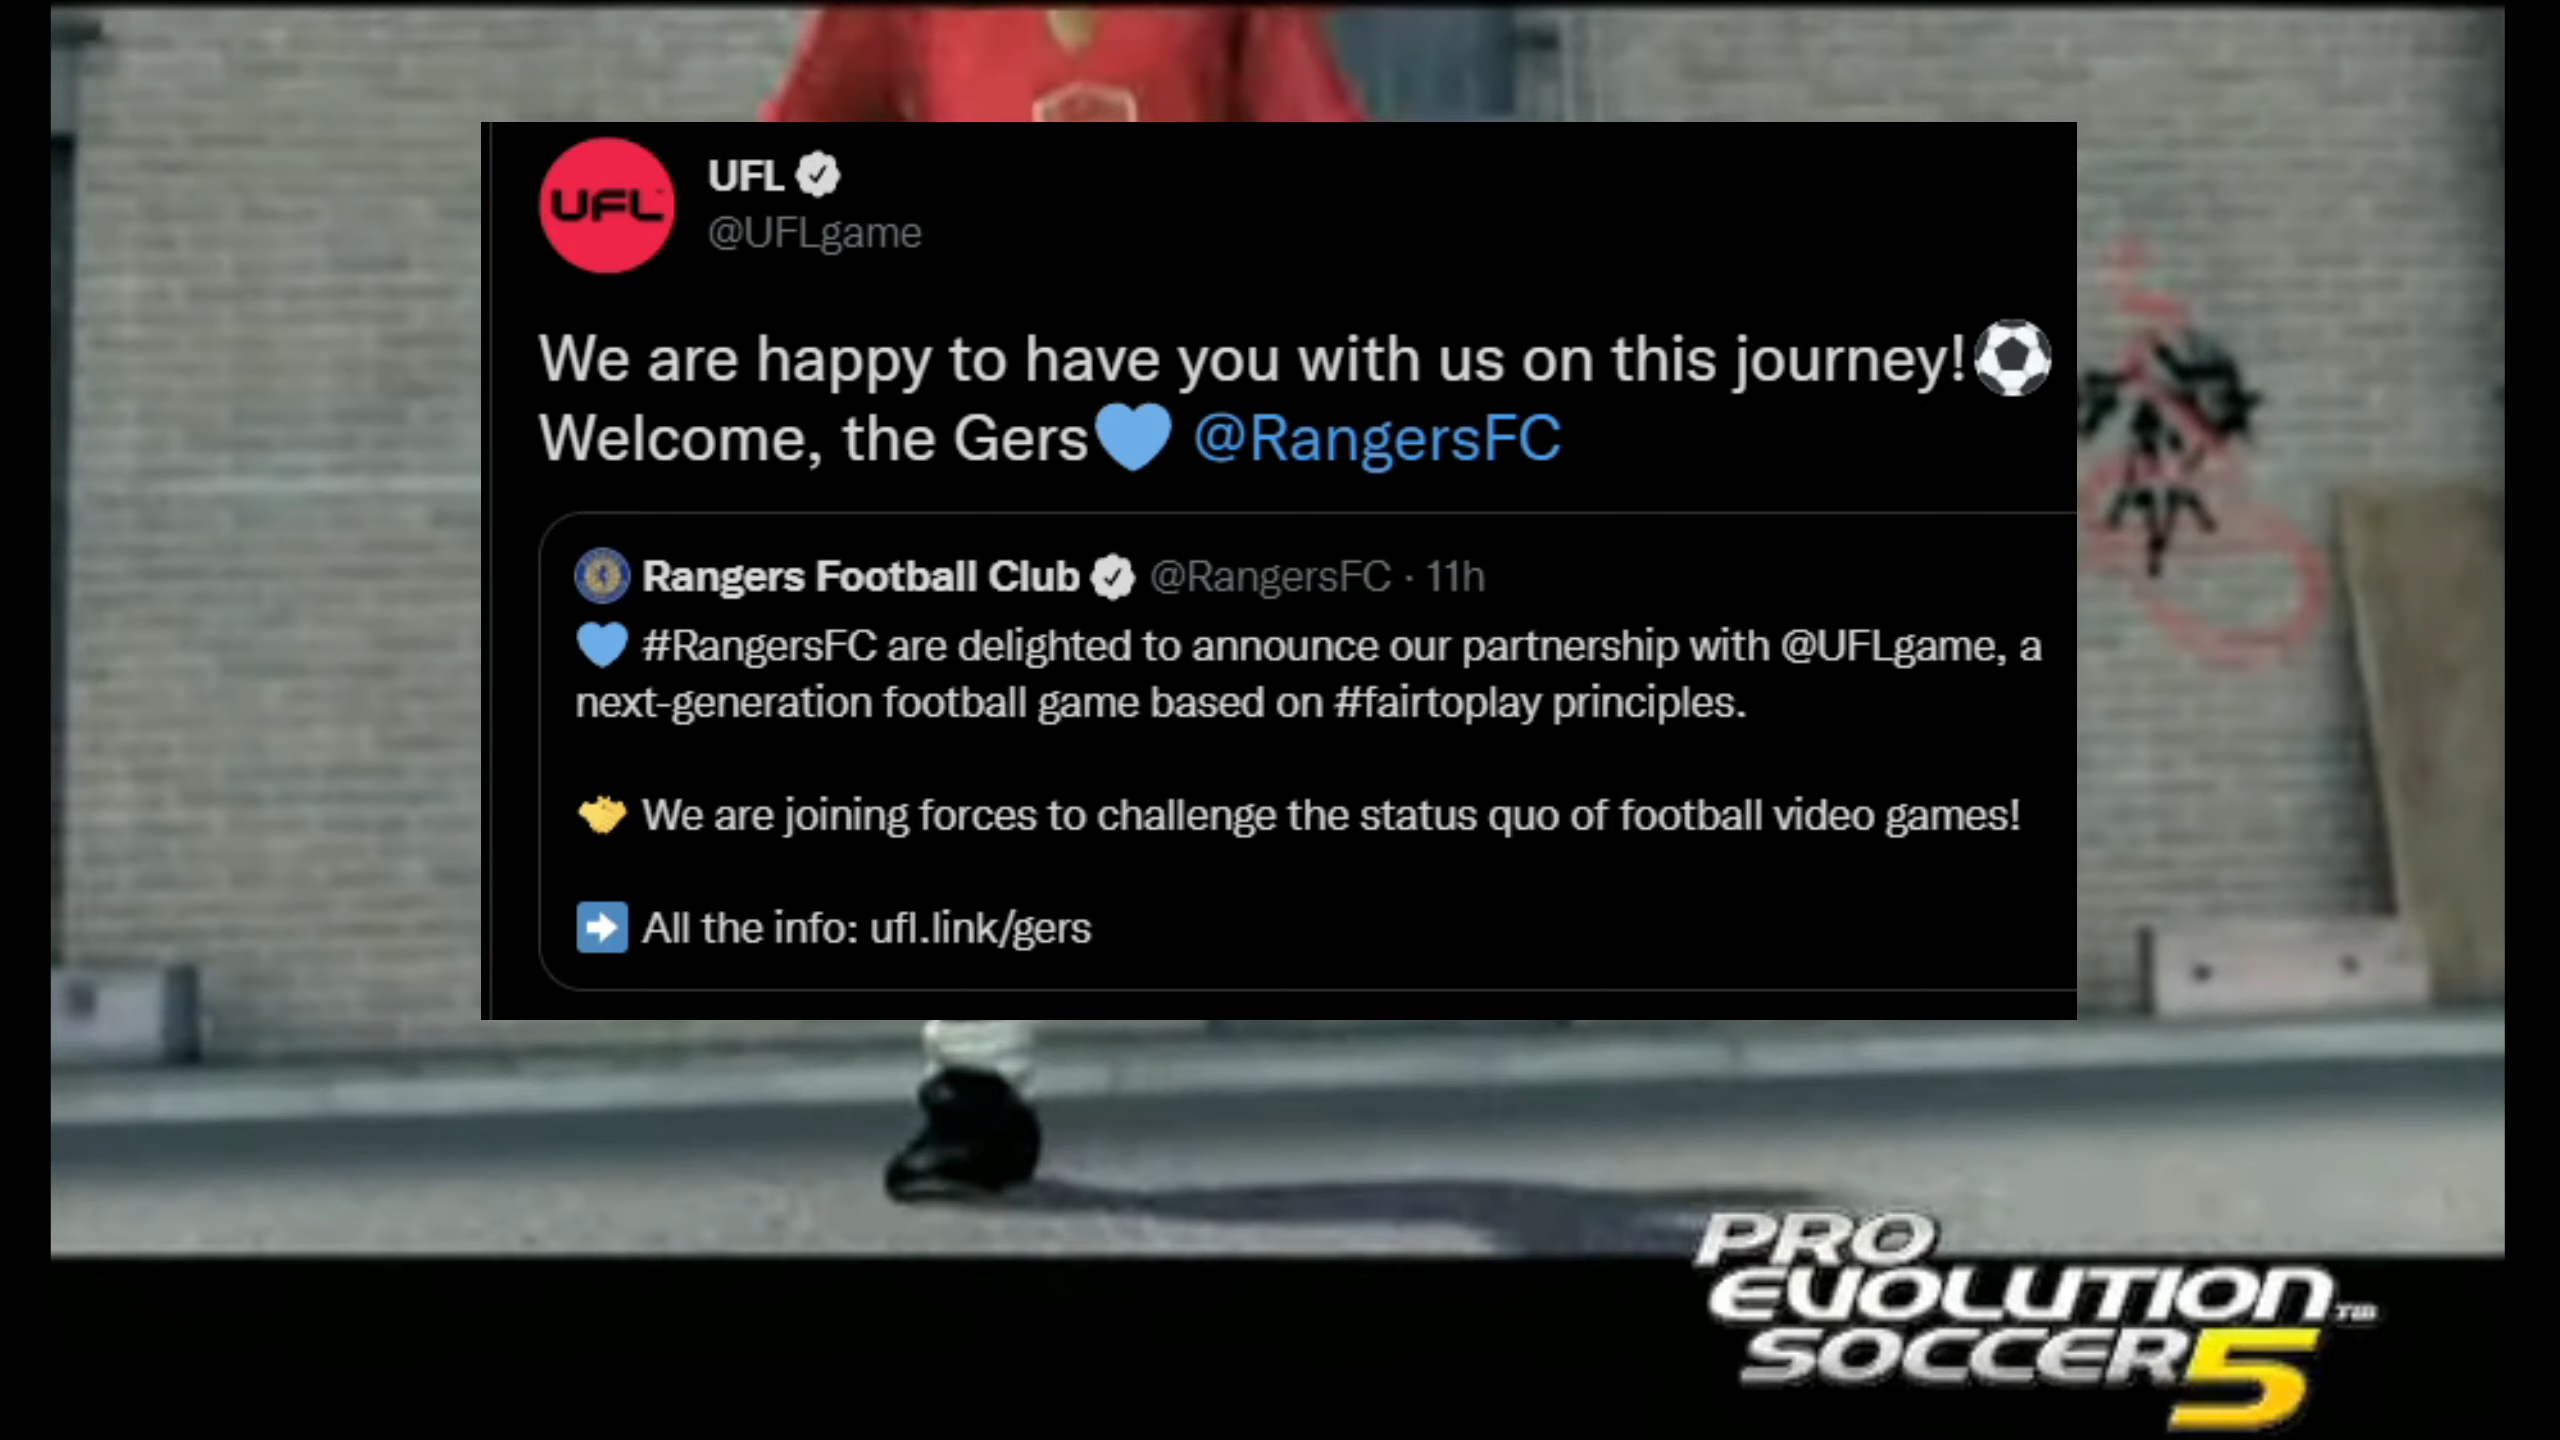 UFL
UFL
@UFLgame
We are happy to have you with us on this journey!⚽
Welcome, the Gers💙 @RangersFC
Rangers Football Club @RangersFC · 11h
💙 #RangersFC are delighted to announce our partnership with @UFLgame, a
next-generation football game based on #fairtoplay principles.
🤝 We are joining forces to challenge the status quo of football video games!
➡️ All the info: ufl.link/gers
PRO
EVOLUTION™
SOCCER 5